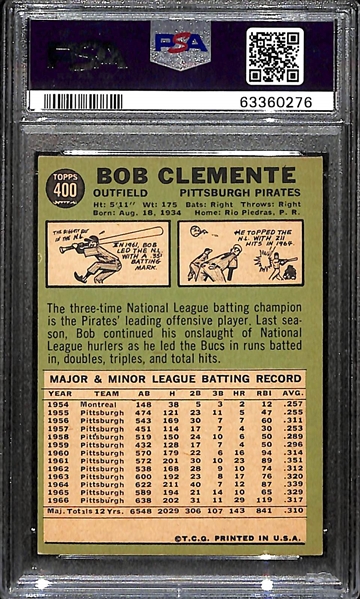 PSA
PSA
63360276
TOPPS
400
BOB CLEMENTE
OUTFIELD PITTSBURGH PIRATES
Ht: 5'11" Wt: 175 Bats: Right Throws: Right
Born: Aug. 18, 1934 Home: Rio Piedras, P. R.
THE BIGGEST BAT IN THE N.L.
IN 1961, BOB LED THE N.L. WITH A .351 BATTING MARK.
HE TOPPED THE N.L. WITH 211 HITS IN 1964.
The three-time National League batting champion
is the Pirates' leading offensive player. Last sea-
son, Bob continued his onslaught of National
League hurlers as he led the Bucs in runs batted
in, doubles, triples, and total hits.
MAJOR & MINOR LEAGUE BATTING RECORD
YEAR TEAM AB H 2B 3B HR RBI AVG.
1954 Montreal 148 38 5 3 2 12 .257
1955 Pittsburgh 474 121 23 11 5 47 .255
1956 Pittsburgh 543 169 30 7 7 60 .311
1957 Pittsburgh 451 114 17 7 4 30 .253
1958 Pittsburgh 519 150 24 10 6 50 .289
1959 Pittsburgh 432 128 17 7 4 50 .296
1960 Pittsburgh 570 179 22 6 16 94 .314
1961 Pittsburgh 572 201 30 10 23 89 .351
1962 Pittsburgh 538 168 28 9 10 74 .312
1963 Pittsburgh 600 192 23 8 17 76 .320
1964 Pittsburgh 622 211 40 7 12 87 .339
1965 Pittsburgh 589 194 21 14 10 65 .329
1966 Pittsburgh 638 202 31 11 29 119 .317
Maj. Totals 12 Yrs. 6548 2029 306 107 143 841 .310
©T.C.G. PRINTED IN U.S.A.